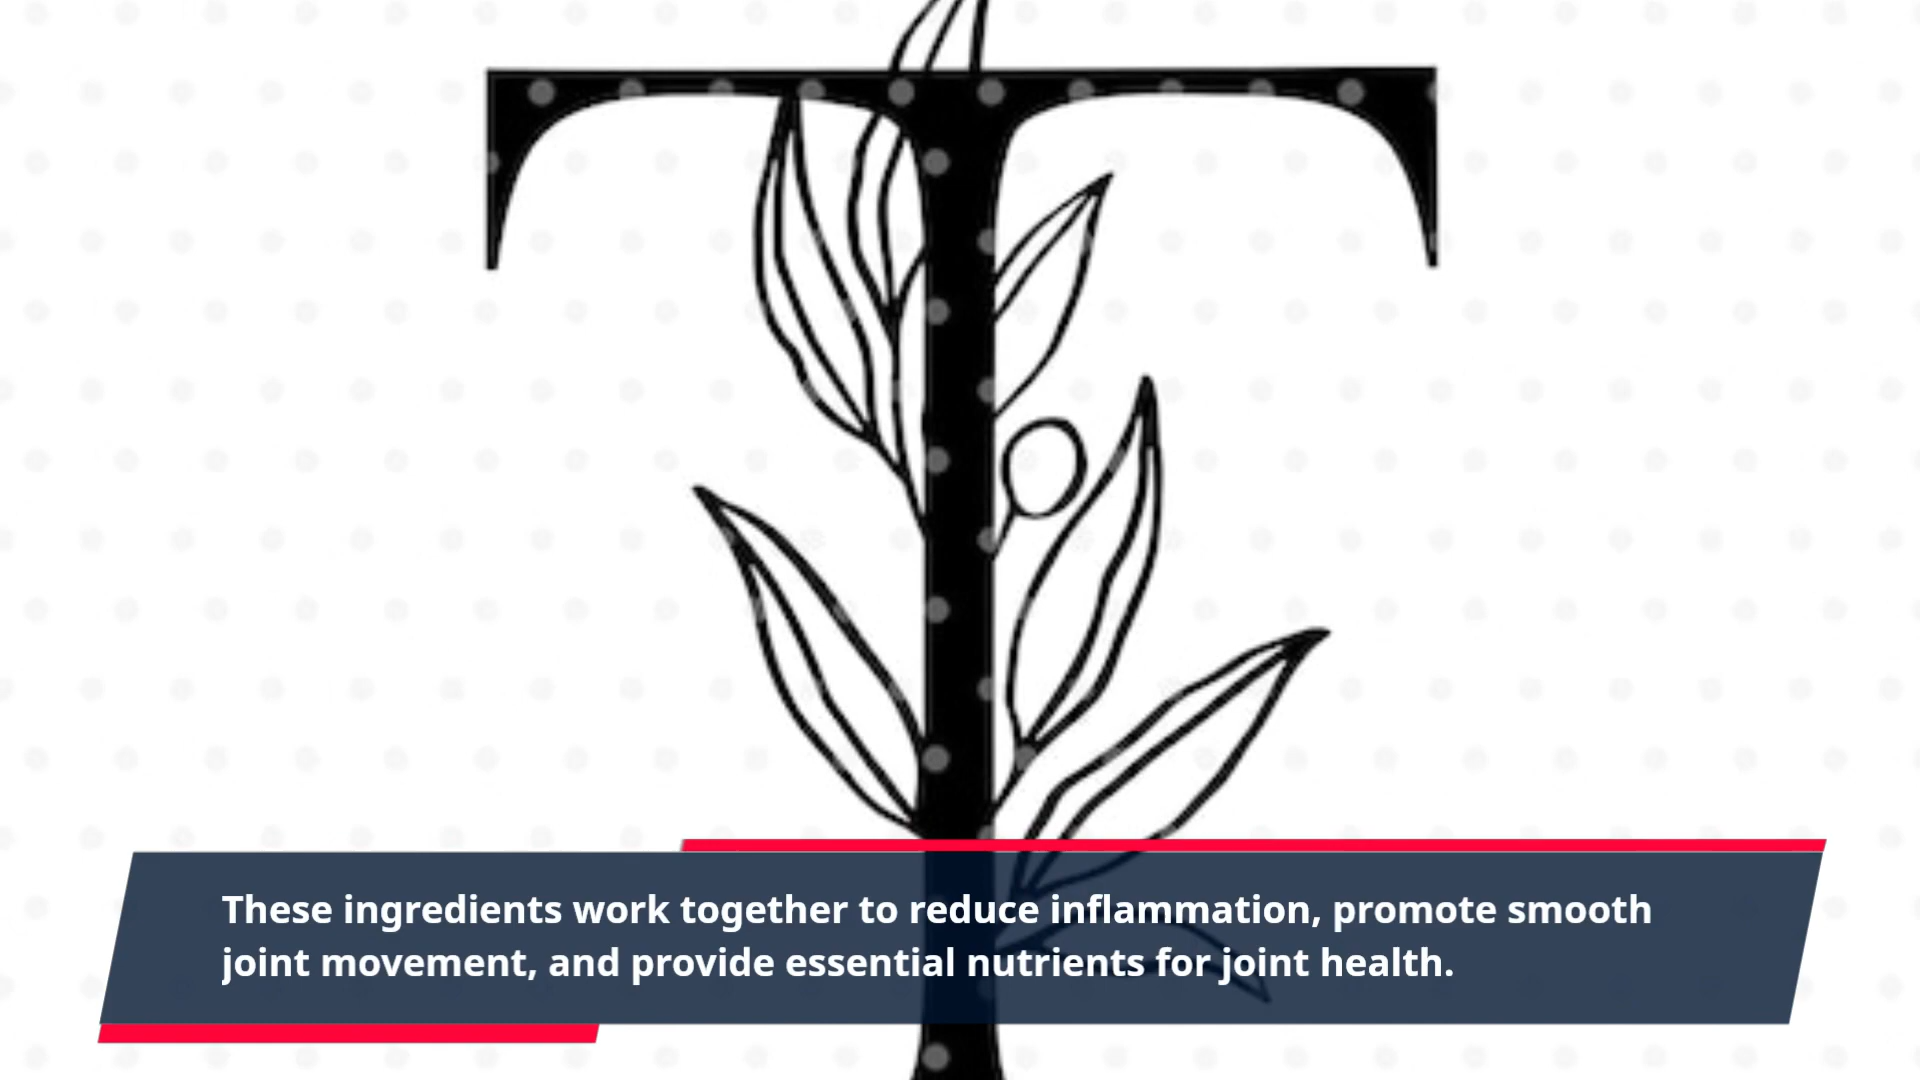 T
These ingredients work together to reduce inflammation, promote smooth
joint movement, and provide essential nutrients for joint health.